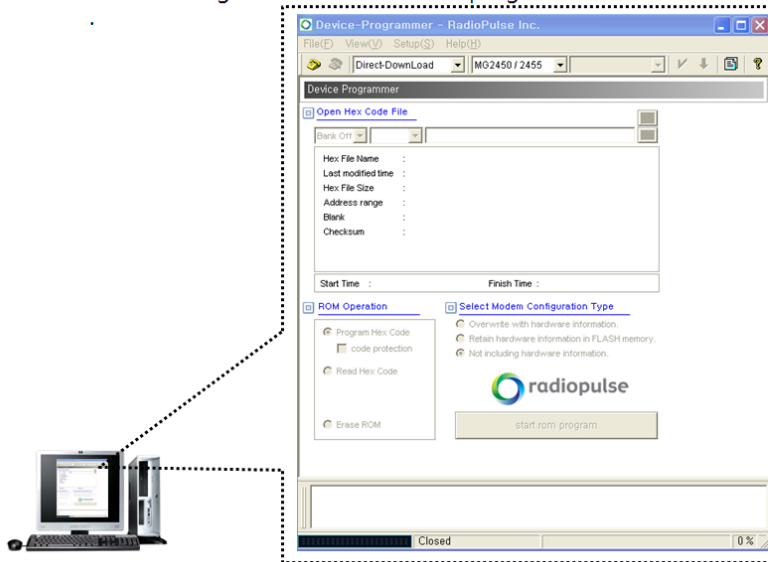 Device-Programmer - RadioPulse Inc.
File(F) View(V) Setup(S) Help(H)
Direct-DownLoad MG2450 / 2455
Device Programmer
Open Hex Code File
Bank Off
Hex File Name :
Last modified time :
Hex File Size :
Address range :
Blank :
Checksum :
Start Time : Finish Time :
ROM Operation
Program Hex Code
code protection
Read Hex Code
Erase ROM
Select Modem Configuration Type
Overwrite with hardware information.
Retain hardware information in FLASH memory.
Not including hardware information.
radiopulse
start rom program
Closed 0 %